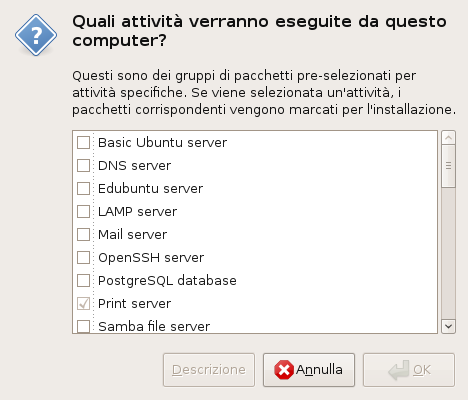 Quali attività verranno eseguite da questo
computer?
Questi sono dei gruppi di pacchetti pre-selezionati per
attività specifiche. Se viene selezionata un'attività, i
pacchetti corrispondenti vengono marcati per l'installazione.
Basic Ubuntu server
DNS server
Edubuntu server
LAMP server
Mail server
OpenSSH server
PostgreSQL database
Print server
Samba file server
Descrizione
Annulla
OK